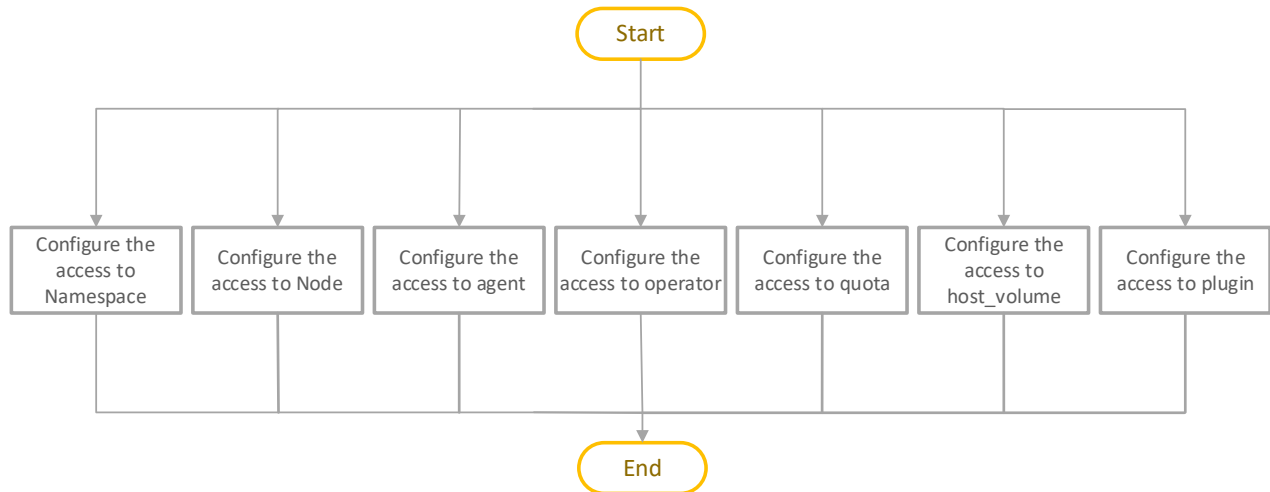 Start
Configure the
access to
Namespace
Configure the
access to Node
Configure the
access to agent
Configure the
access to operator
Configure the
access to quota
Configure the
access to
host_volume
Configure the
access to plugin
End